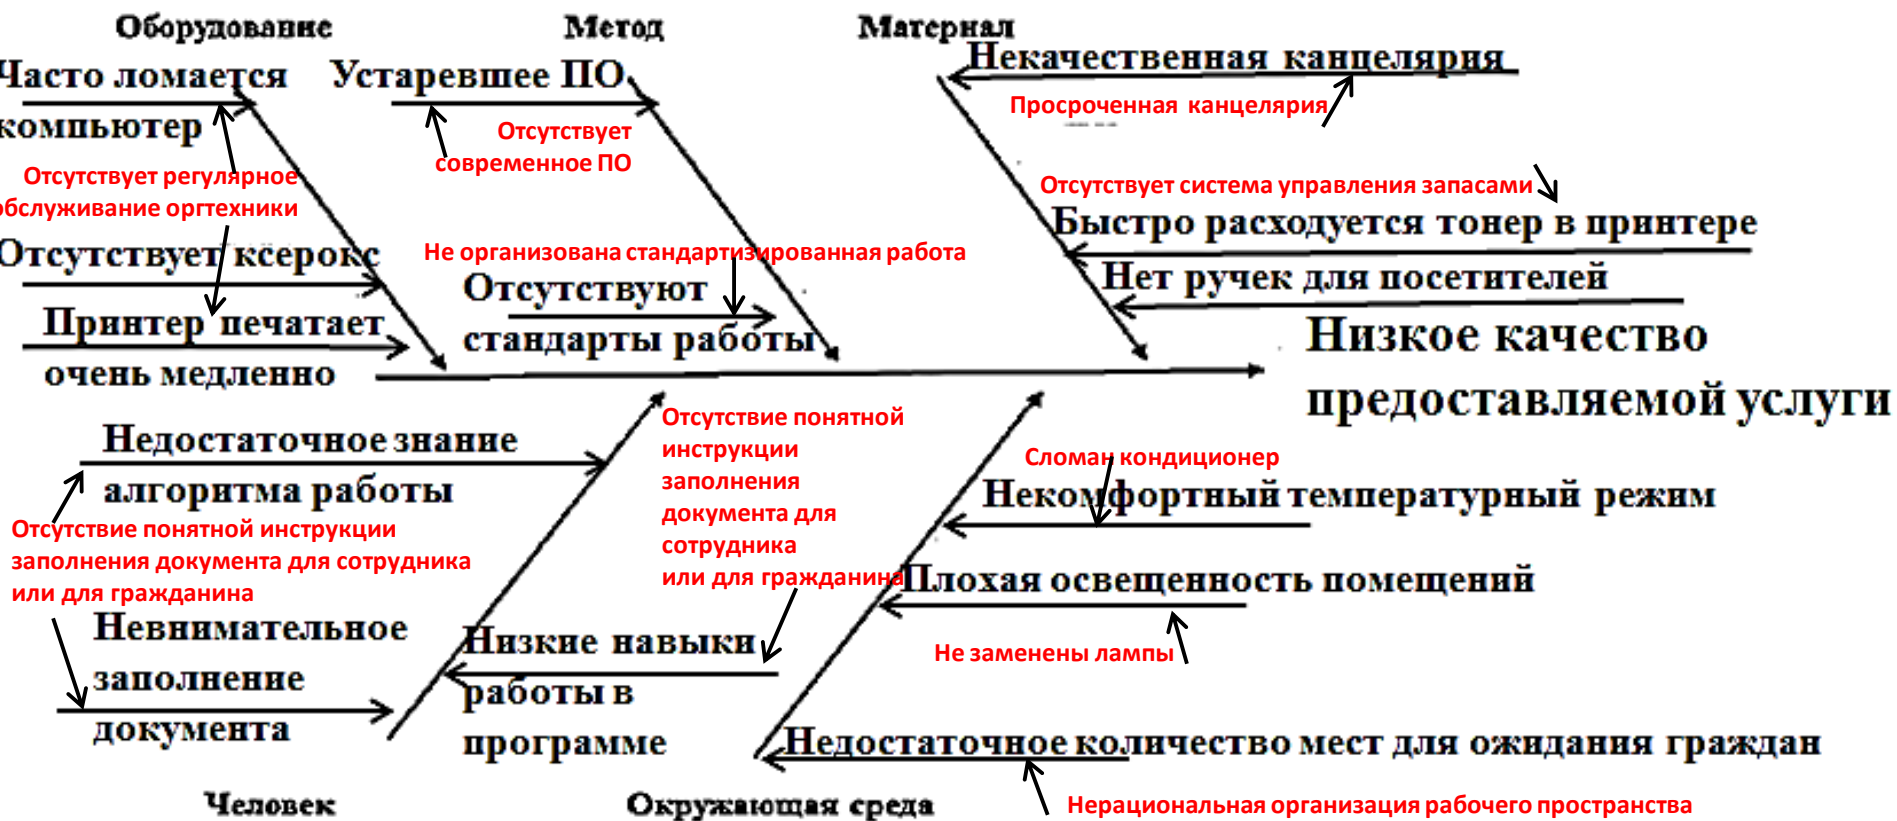 Оборудование
Метод
Материал
Часто ломается
компьютер
Отсутствует регулярное
обслуживание оргтехники
Отсутствует ксерокс
Принтер печатает
очень медленно
Устаревшее ПО
Отсутствует
современное ПО
Не организована стандартизированная работа
Отсутствуют
стандарты работы
Некачественная канцелярия
Просроченная канцелярия
Отсутствует система управления запасами
Быстро расходуется тонер в принтере
Нет ручек для посетителей
Низкое качество
предоставляемой услуги
Недостаточное знание
алгоритма работы
Отсутствие понятной инструкции
заполнения документа для сотрудника
или для гражданина
Невнимательное
заполнение
документа
Отсутствие понятной
инструкции
заполнения
документа для
сотрудника
или для гражданина
Низкие навыки
работы в
программе
Сломан кондиционер
Некомфортный температурный режим
Плохая освещенность помещений
Не заменены лампы
Недостаточное количество мест для ожидания граждан
Нерациональная организация рабочего пространства
Человек
Окружающая среда